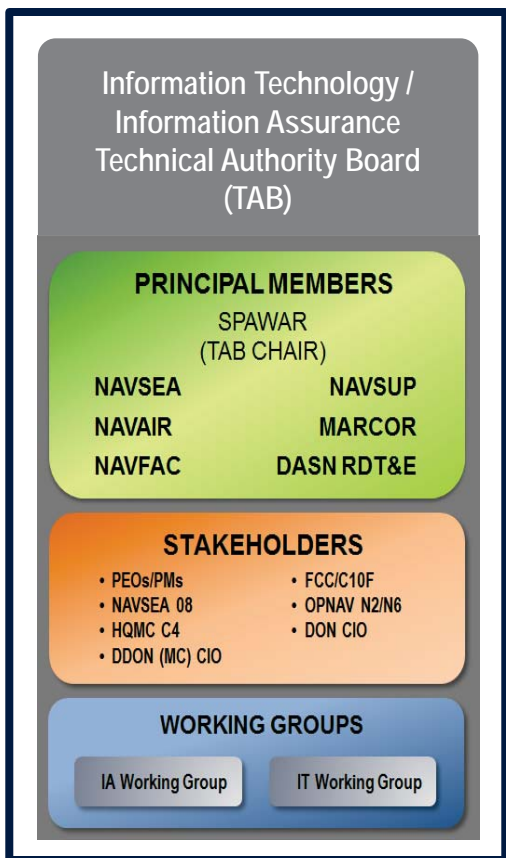 Information Technology /
Information Assurance
Technical Authority Board
(TAB)
PRINCIPAL MEMBERS
SPAWAR
(TAB CHAIR)
NAVSEA
NAVAIR
NAVFAC
NAVSUP
MARCOR
DASN RDT&E
STAKEHOLDERS
• PEOs/PMs
• NAVSEA 08
• HQMC C4
• DDON (MC) CIO
• FCC/C10F
• OPNAV N2/N6
• DON CIO
WORKING GROUPS
IA Working Group
IT Working Group